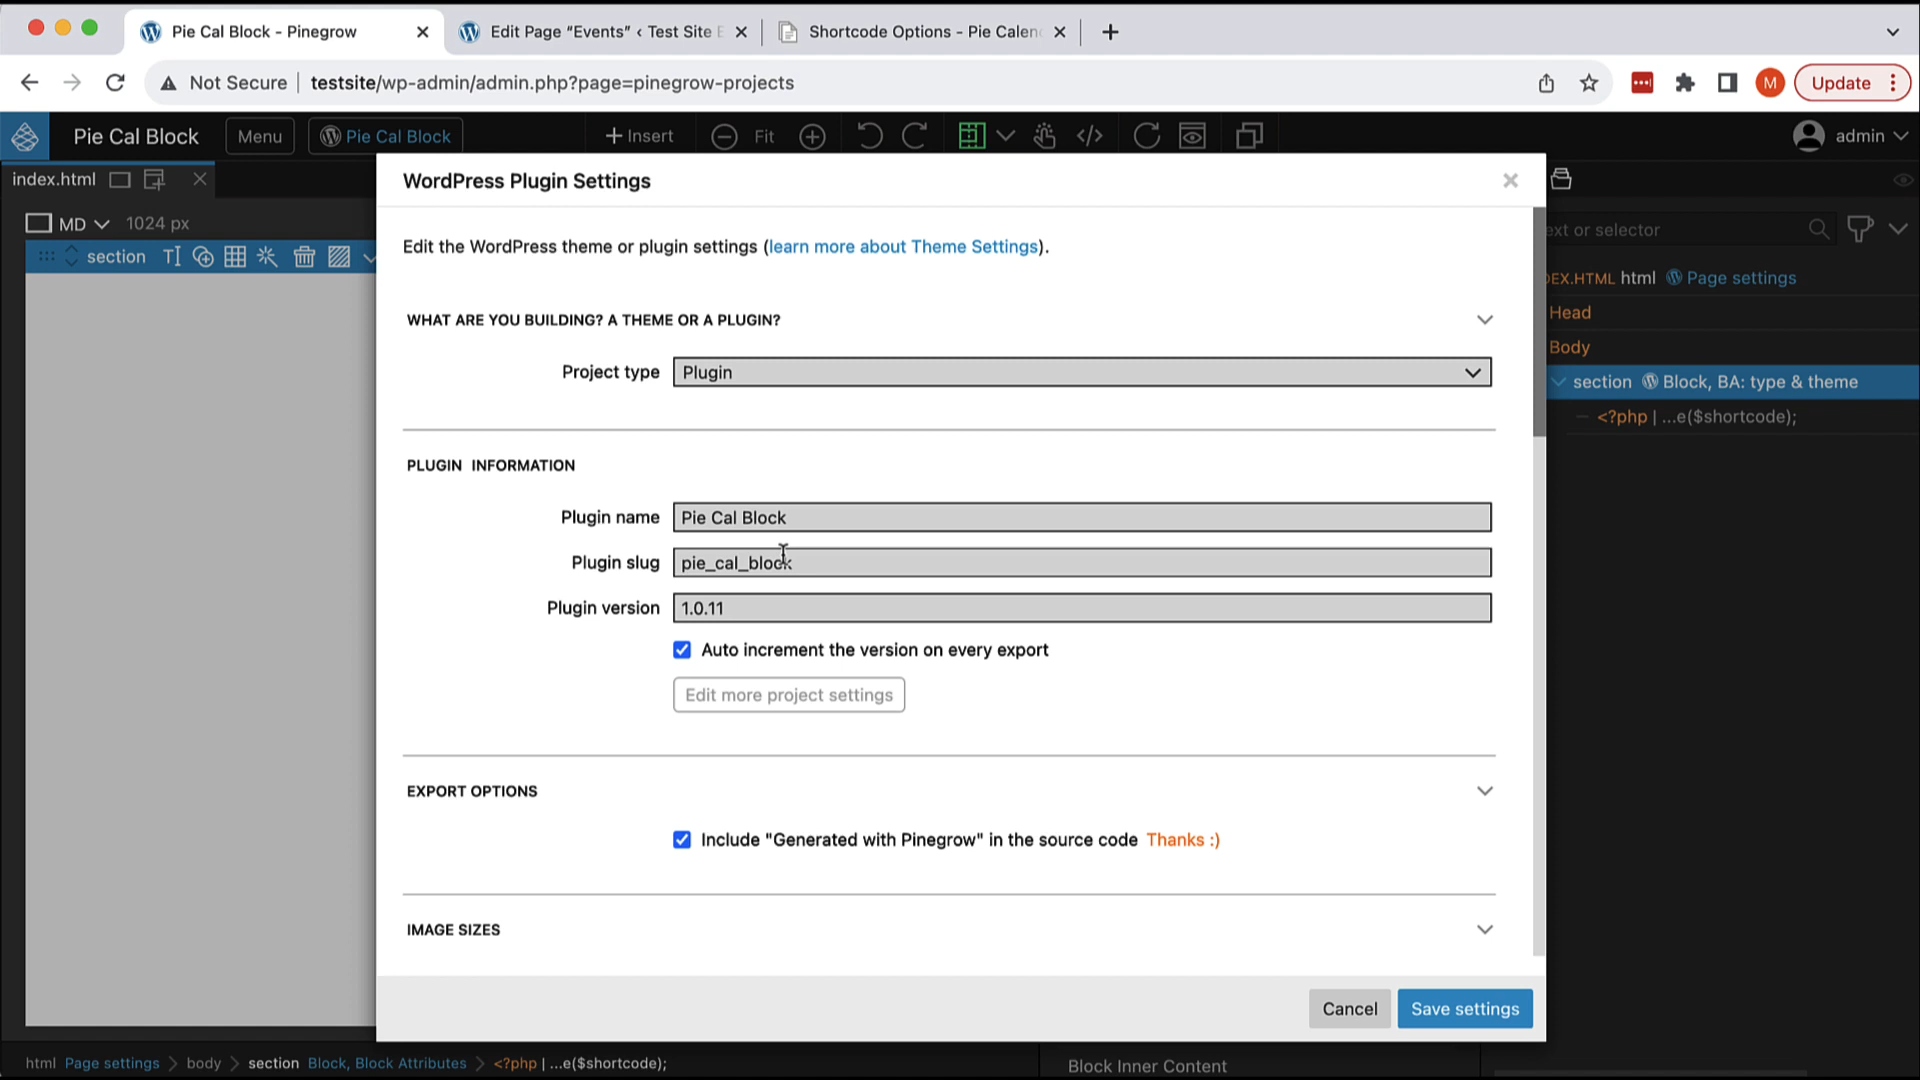 Pie Cal Block - Pinegrow
Edit Page “Events” ‹ Test Site
Shortcode Options - Pie Calen
Not Secure
testsite/wp-admin/admin.php?page=pinegrow-projects
M
Update
Pie Cal Block
Menu
Pie Cal Block
Insert
Fit
admin
index.html
MD
1024 px
section
WordPress Plugin Settings
Edit the WordPress theme or plugin settings (learn more about Theme Settings).
WHAT ARE YOU BUILDING? A THEME OR A PLUGIN?
Project type
Plugin
PLUGIN INFORMATION
Plugin name
Pie Cal Block
Plugin slug
pie_cal_block
Plugin version
1.0.11
Auto increment the version on every export
Edit more project settings
EXPORT OPTIONS
Include "Generated with Pinegrow" in the source code Thanks :)
IMAGE SIZES
Cancel
Save settings
ext or selector
DEX.HTML html Page settings
Head
Body
section Block, BA: type & theme
<?php | ...e($shortcode);
html Page settings body section Block, Block Attributes <?php | ...e($shortcode);
Block Inner Content